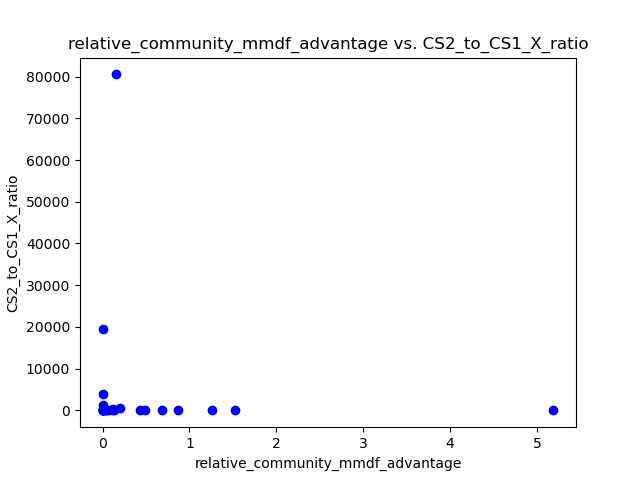 relative_community_mmdf_advantage vs. CS2_to_CS1_X_ratio
80000
70000
60000
50000
40000
30000
20000
10000
0
CS2_to_CS1_X_ratio
0 1 2 3 4 5
relative_community_mmdf_advantage